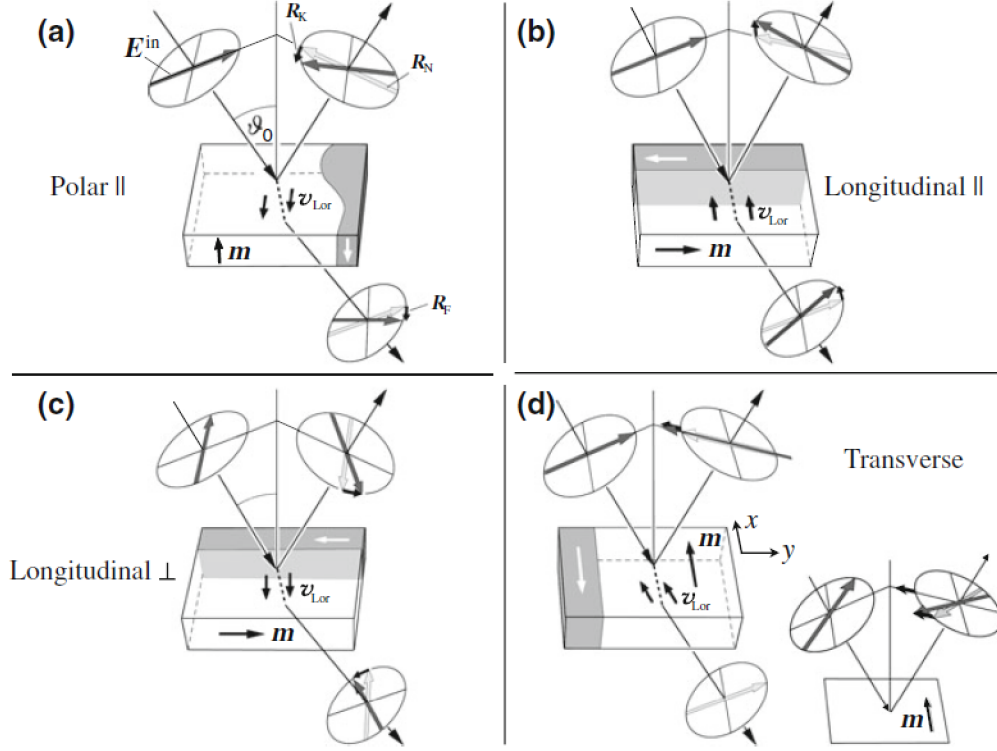 (a)
E^in
R_K
R_N
ϑ_0
Polar ||
v_Lor
m
R_F
(b)
Longitudinal ||
v_Lor
m
(c)
Longitudinal ⊥
v_Lor
m
(d)
Transverse
x
y
m
v_Lor
m